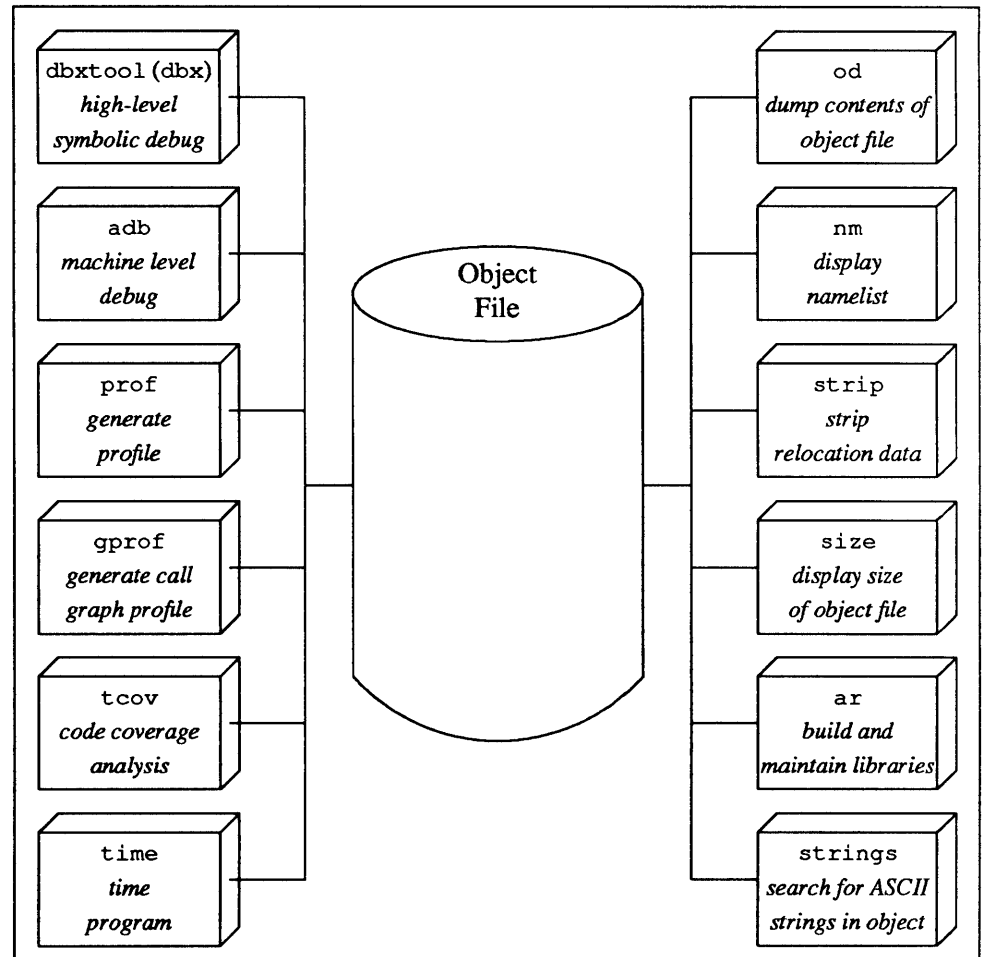 dbxtool (dbx)
high-level
symbolic debug
adb
machine level
debug
prof
generate
profile
gprof
generate call
graph profile
tcov
code coverage
analysis
time
time
program
Object
File
od
dump contents of
object file
nm
display
namelist
strip
strip
relocation data
size
display size
of object file
ar
build and
maintain libraries
strings
search for ASCII
strings in object